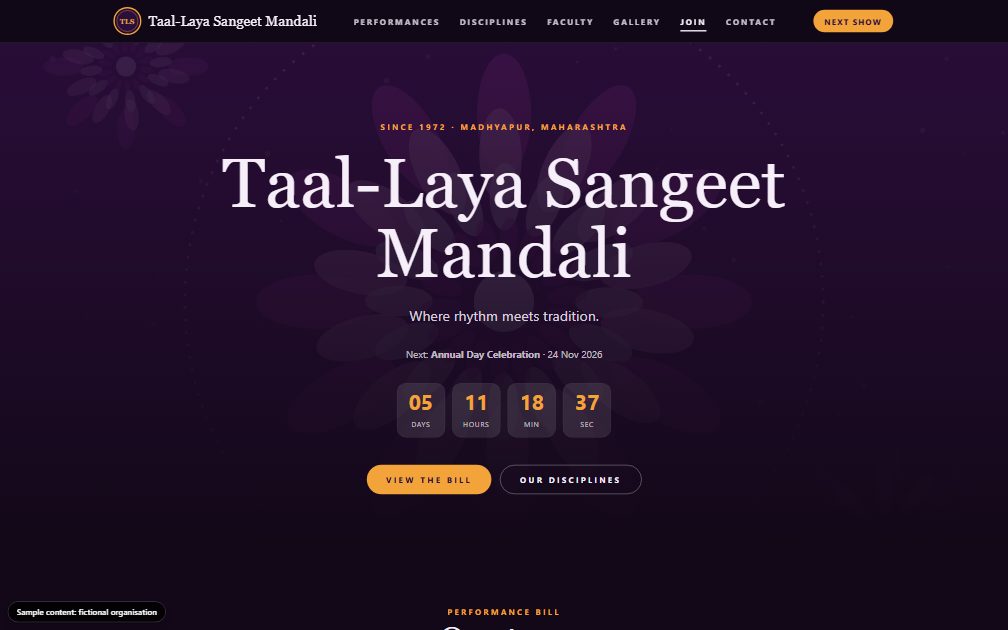 TLS
Taal-Laya Sangeet Mandali
PERFORMANCES DISCIPLINES FACULTY GALLERY JOIN CONTACT
NEXT SHOW
SINCE 1972 · MADHYAPUR, MAHARASHTRA
Taal-Laya Sangeet
Mandali
Where rhythm meets tradition.
Next: Annual Day Celebration · 24 Nov 2026
05 11 18 37
DAYS HOURS MIN SEC
VIEW THE BILL OUR DISCIPLINES
Sample content: fictional organisation
PERFORMANCE BILL